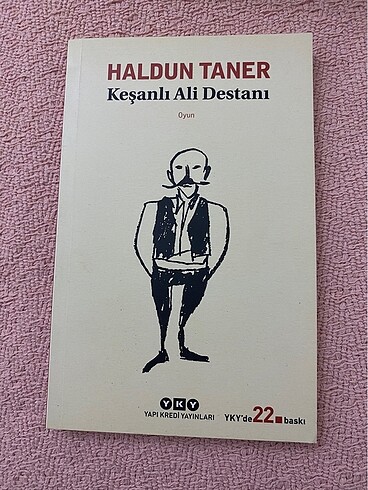 HALDUN TANER
Keşanlı Ali Destanı
Oyun
YKY
YAPI KREDİ YAYINLARI
YKY'de 22. baskı